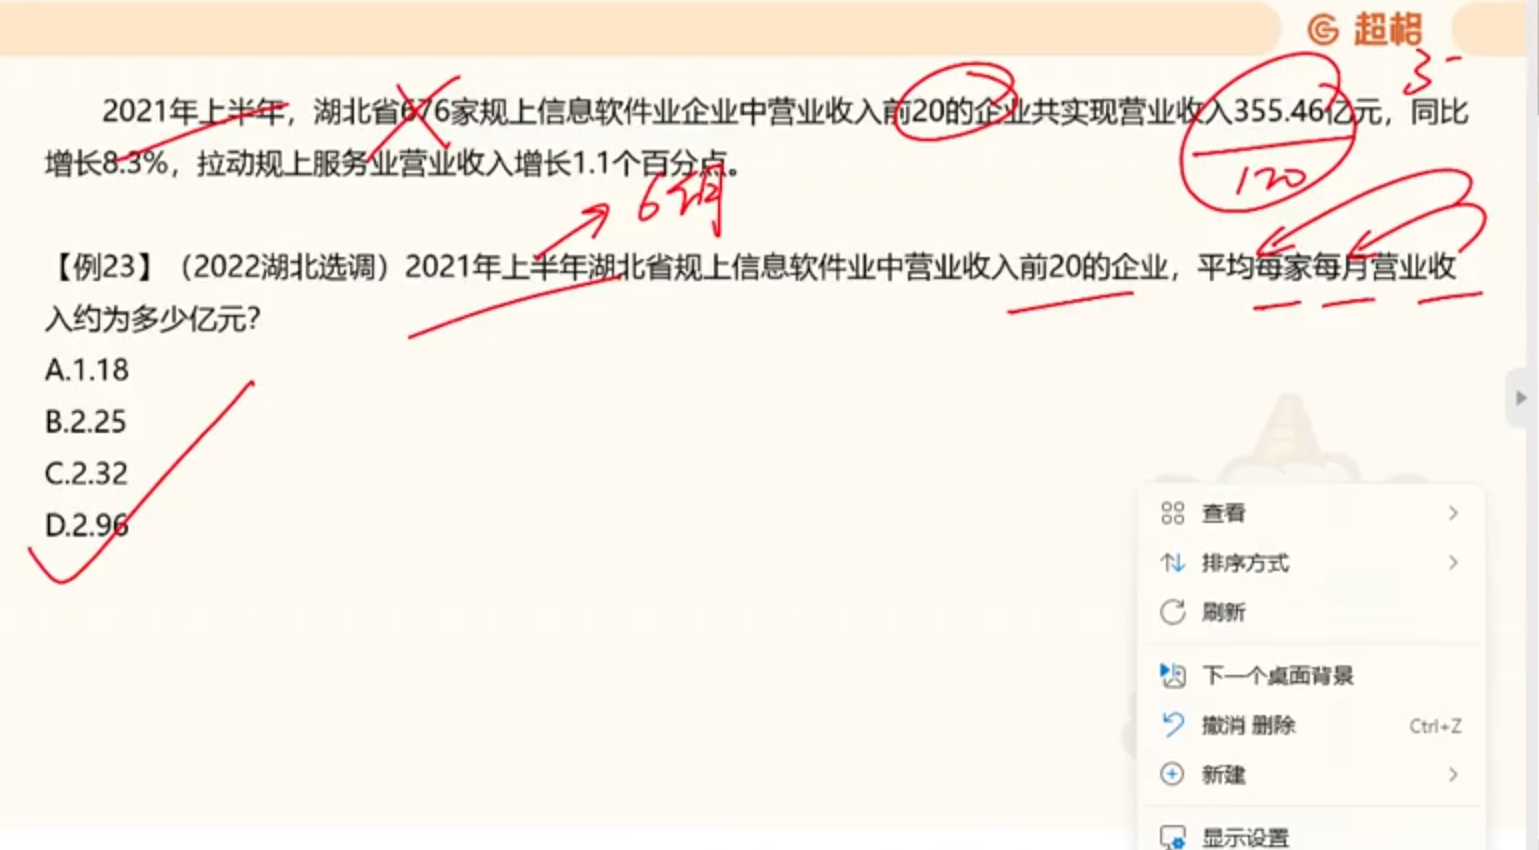 超格
3-
2021年上半年，湖北省676家规上信息软件业企业中营业收入前20的企业共实现营业收入355.46亿元，同比
增长8.3%，拉动规上服务业营业收入增长1.1个百分点。
120
6个月
【例23】（2022湖北选调）2021年上半年湖北省规上信息软件业中营业收入前20的企业，平均每家每月营业收
入约为多少亿元？
A.1.18
B.2.25
C.2.32
D.2.96
查看
排序方式
刷新
下一个桌面背景
撤消 删除 Ctrl+Z
新建
显示设置